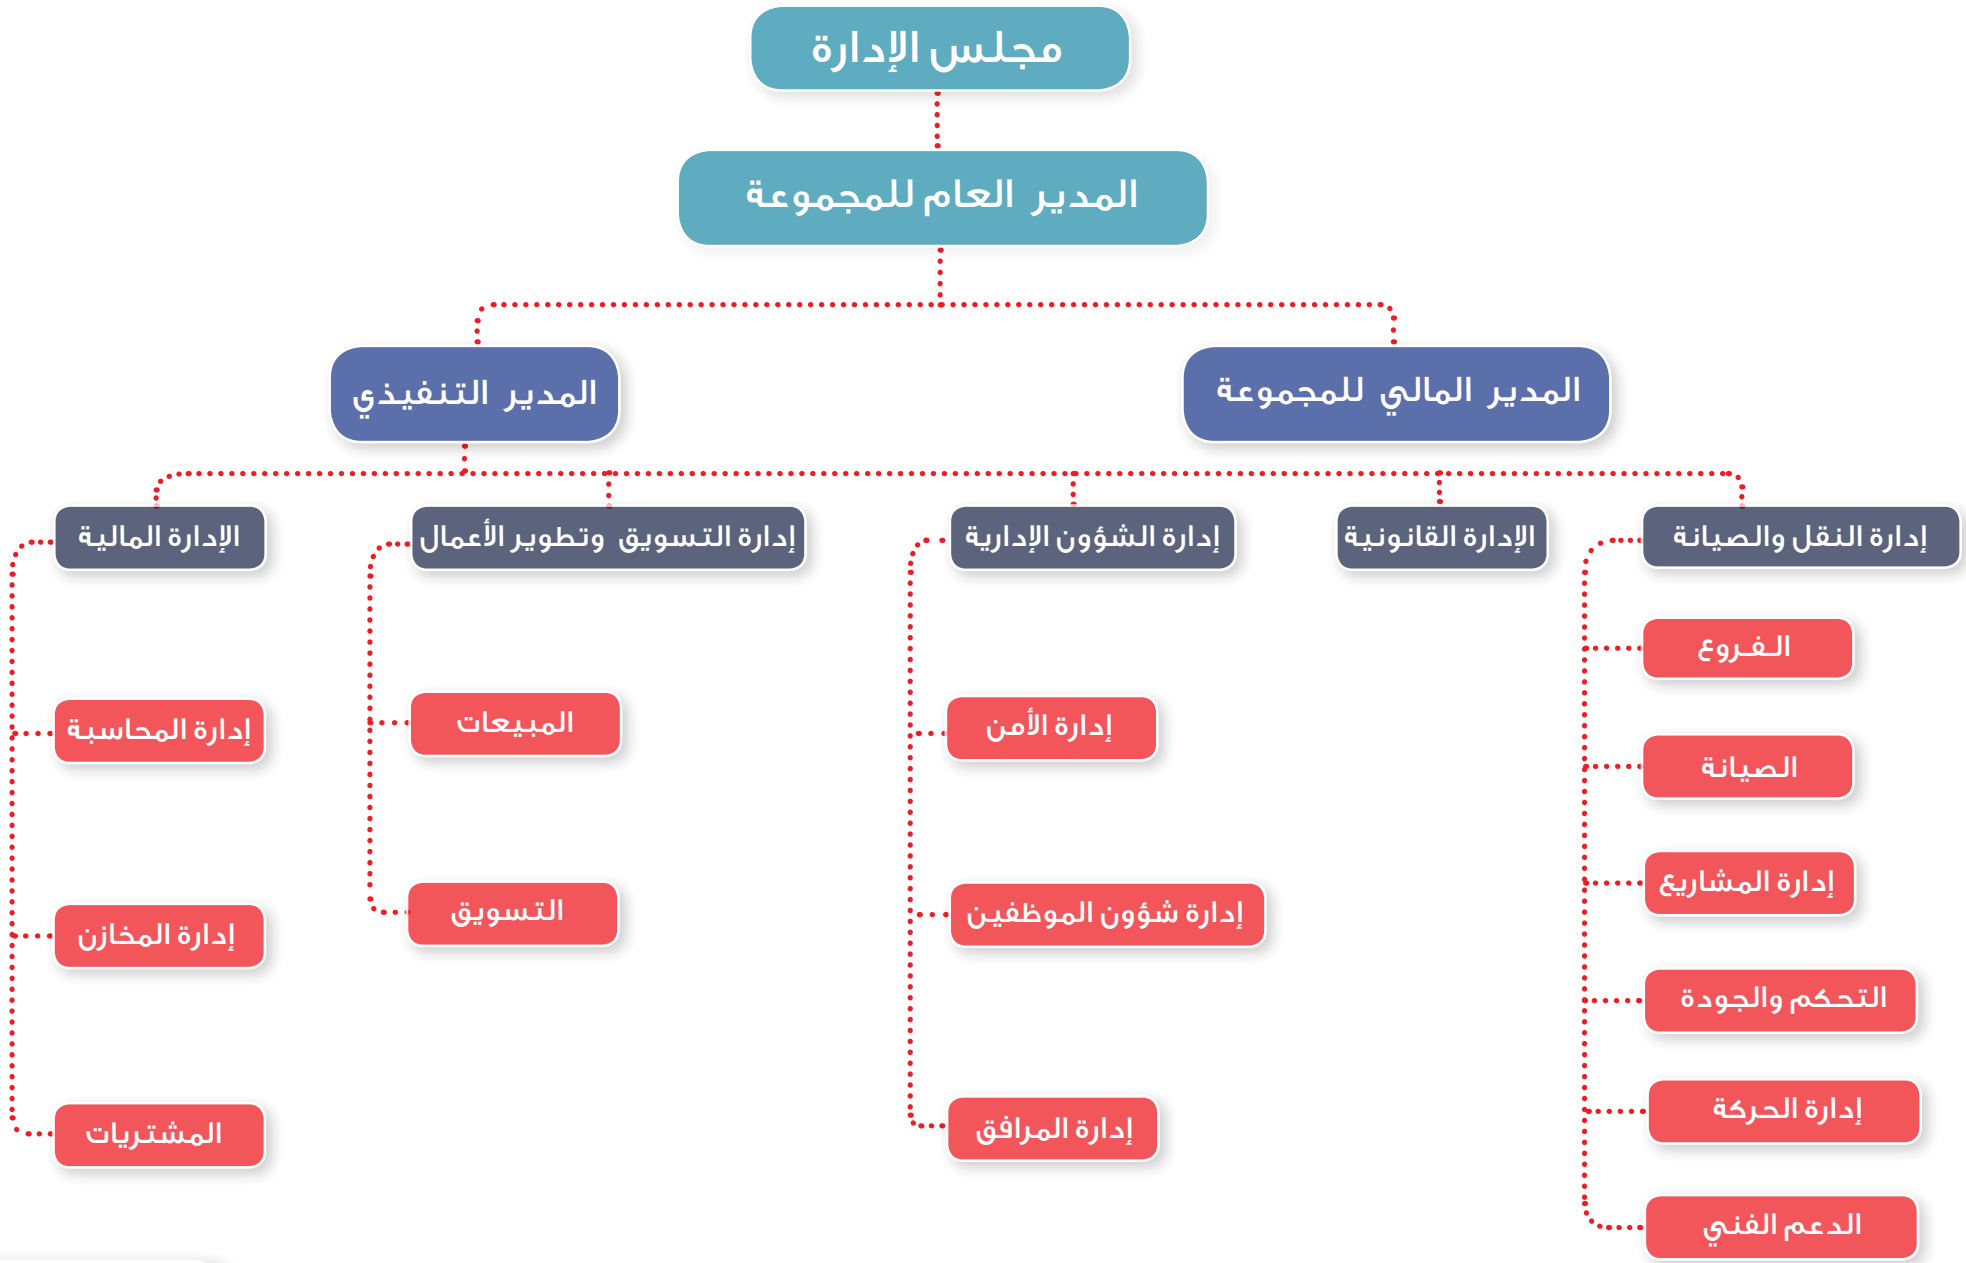 مجلس الإدارة
المدير العام للمجموعة
المدير المالي للمجموعة
المدير التنفيذي
إدارة النقل والصيانة
الإدارة القانونية
إدارة الشؤون الإدارية
إدارة التسويق وتطوير الأعمال
الإدارة المالية
الفروع
الصيانة
إدارة المشاريع
التحكم والجودة
إدارة الحركة
الدعم الفني
إدارة الأمن
إدارة شؤون الموظفين
إدارة المرافق
المبيعات
التسويق
إدارة المحاسبة
إدارة المخازن
المشتريات